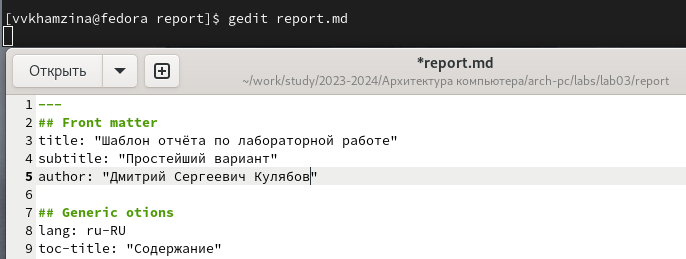 [vvkhamzina@fedora report]$ gedit report.md
Открыть
*report.md
~/work/study/2023-2024/Архитектура компьютера/arch-pc/labs/lab03/report
1 ---
2 ## Front matter
3 title: "Шаблон отчёта по лабораторной работе"
4 subtitle: "Простейший вариант"
5 author: "Дмитрий Сергеевич Кулябов"
6
7 ## Generic otions
8 lang: ru-RU
9 toc-title: "Содержание"